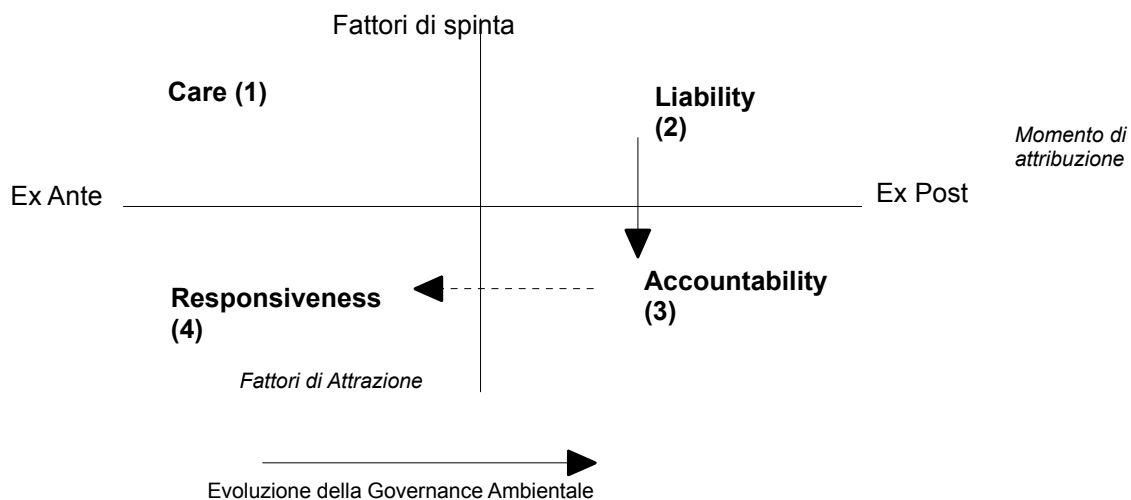 Fattori di spinta
Care (1)
Liability
(2)
Momento di
attribuzione
Ex Ante
Ex Post
Responsiveness
(4)
Accountability
(3)
Fattori di Attrazione
Evoluzione della Governance Ambientale